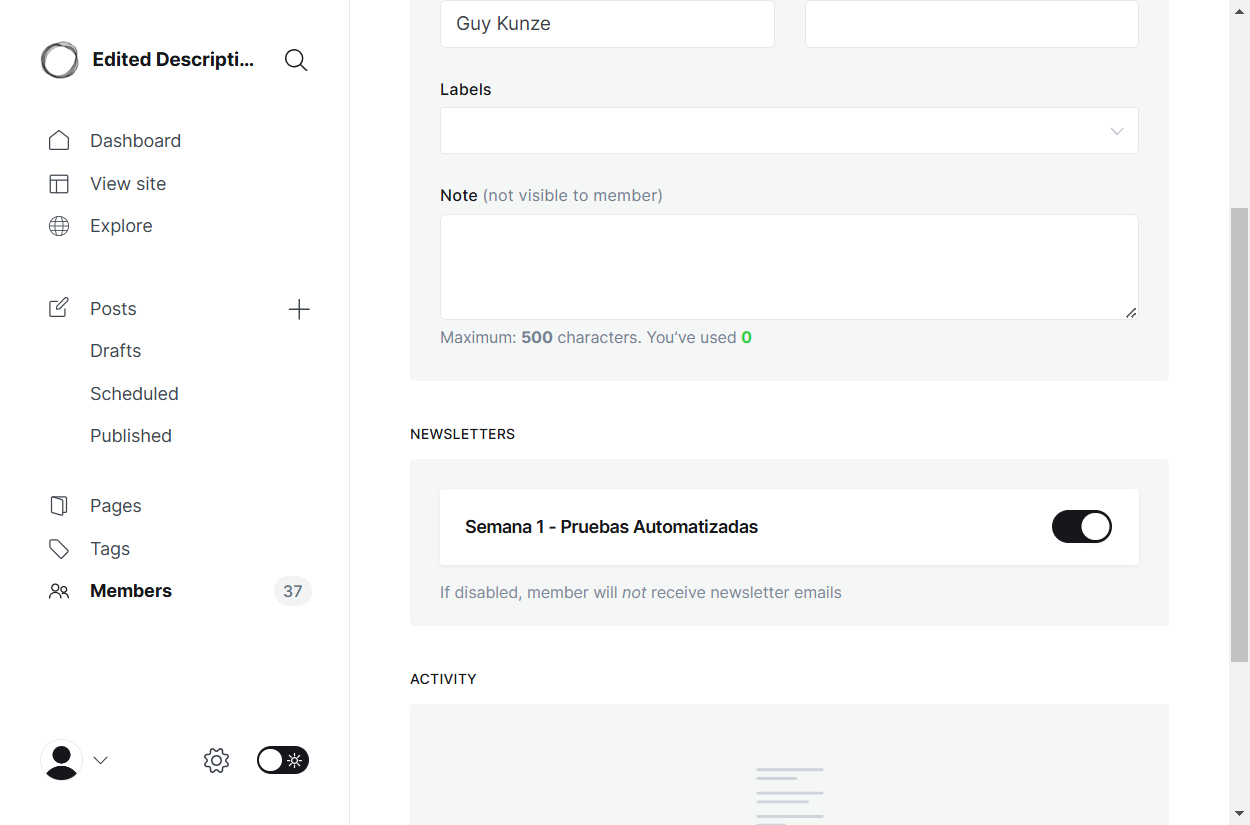 Edited Descripti...
Dashboard
View site
Explore
Posts
Drafts
Scheduled
Published
Pages
Tags
Members
37
Guy Kunze
Labels
Note (not visible to member)
Maximum: 500 characters. You’ve used 0
NEWSLETTERS
Semana 1 - Pruebas Automatizadas
If disabled, member will not receive newsletter emails
ACTIVITY